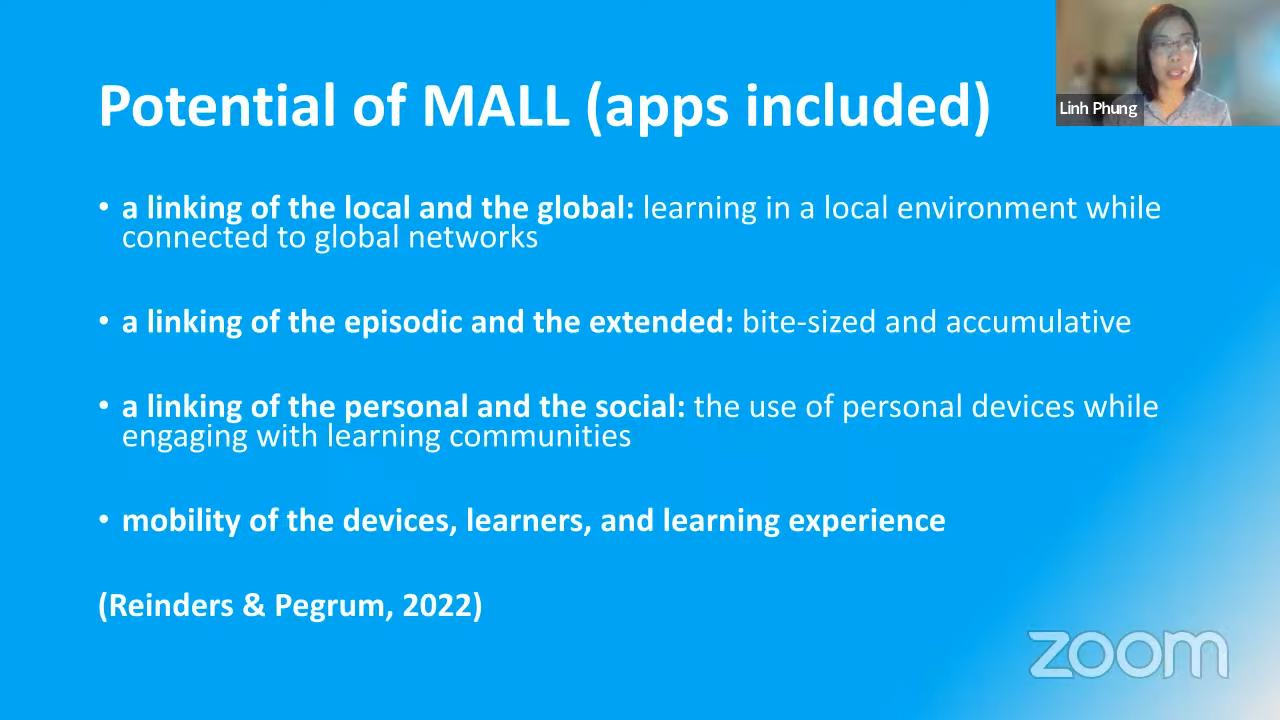 Potential of MALL (apps included)
Linh Phung
• a linking of the local and the global: learning in a local environment while
connected to global networks
• a linking of the episodic and the extended: bite-sized and accumulative
• a linking of the personal and the social: the use of personal devices while
engaging with learning communities
• mobility of the devices, learners, and learning experience
(Reinders & Pegrum, 2022)
zoom